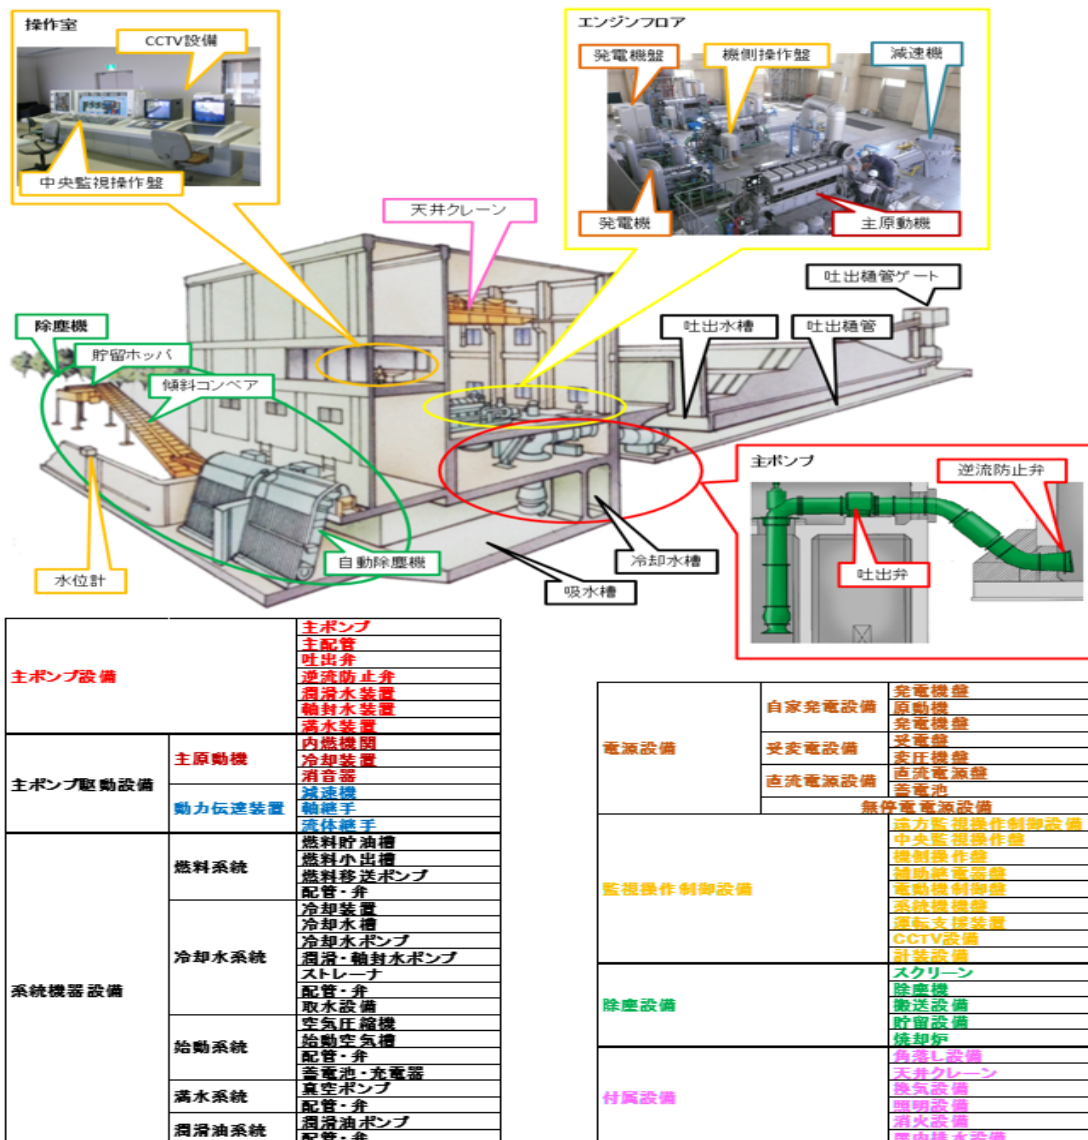 操作室
CCTV設備
中央監視操作盤
エンジンフロア
発電機盤
機側操作盤
減速機
発電機
主原動機
天井クレーン
吐出樋管ゲート
吐出水槽
吐出樋管
除塵機
貯留ホッパ
傾斜コンベア
主ポンプ
逆流防止弁
吐出弁
冷却水槽
自動除塵機
水位計
吸水槽
主ポンプ設備
主ポンプ
主配管
吐出弁
逆流防止弁
潤滑水装置
軸封水装置
満水装置
主ポンプ駆動設備
主原動機
内燃機関
冷却装置
消音器
動力伝達装置
減速機
軸継手
流体継手
系統機器設備
燃料系統
燃料貯油槽
燃料小出槽
燃料移送ポンプ
配管・弁
冷却水系統
冷却装置
冷却水槽
冷却水ポンプ
潤滑・軸封水ポンプ
ストレーナ
配管・弁
取水設備
始動系統
空気圧縮機
始動空気槽
配管・弁
蓄電池・充電器
満水系統
真空ポンプ
配管・弁
潤滑油系統
潤滑油ポンプ
配管・弁
電源設備
自家発電設備
発電機盤
原動機
発電機盤
受変電設備
受電盤
変圧機盤
直流電源設備
直流電源盤
蓄電池
無停電電源設備
監視操作制御設備
遠方監視操作制御設備
中央監視操作盤
機側操作盤
補助継電器盤
電動機制御盤
系統機機盤
運転支援装置
CCTV設備
計装設備
除塵設備
スクリーン
除塵機
搬送設備
貯留設備
焼却炉
付属設備
角落し設備
天井クレーン
換気設備
照明設備
消火設備
屋内排水設備